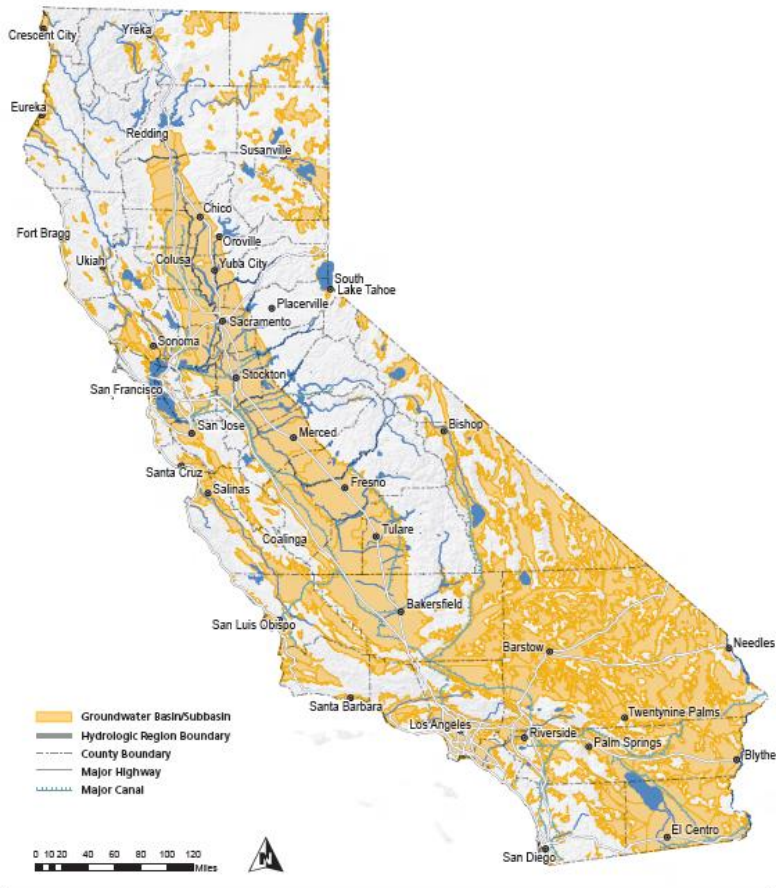 Crescent City
Yreka
Eureka
Redding
Susanville
Chico
Fort Bragg
Oroville
Ukiah
Colusa
Yuba City
South
Lake Tahoe
Placerville
Sacramento
Sonoma
Stockton
San Francisco
Bishop
San Jose
Merced
Santa Cruz
Fresno
Salinas
Tulare
Coalinga
Bakersfield
San Luis Obispo
Needles
Barstow
Santa Barbara
Twentynine Palms
Los Angeles
Riverside
Palm Springs
Blythe
El Centro
San Diego
Groundwater Basin/Subbasin
Hydrologic Region Boundary
County Boundary
Major Highway
Major Canal
0 10 20 40 60 80 100 120
Miles
N